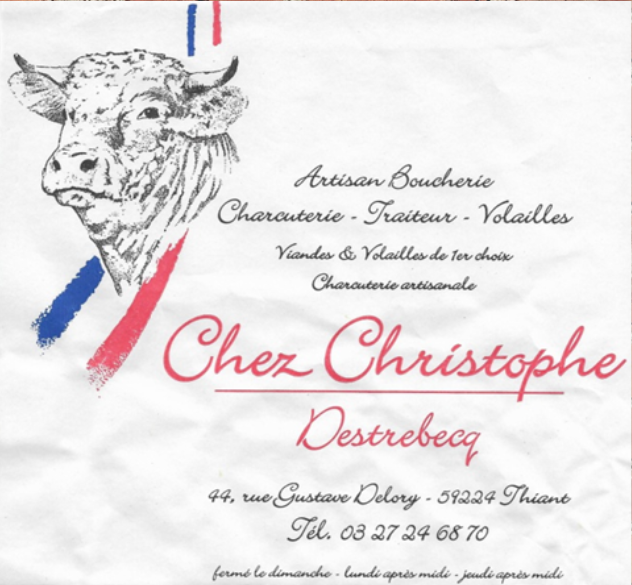 Artisan Boucherie
Charcuterie - Traiteur - Volailles
Viandes & Volailles de 1er choix
Charcuterie artisanale
Chez Christophe
Destrebecq
44, rue Gustave Delory - 59224 Thiant
Tél. 03 27 24 68 70
fermé le dimanche - lundi après midi - jeudi après midi